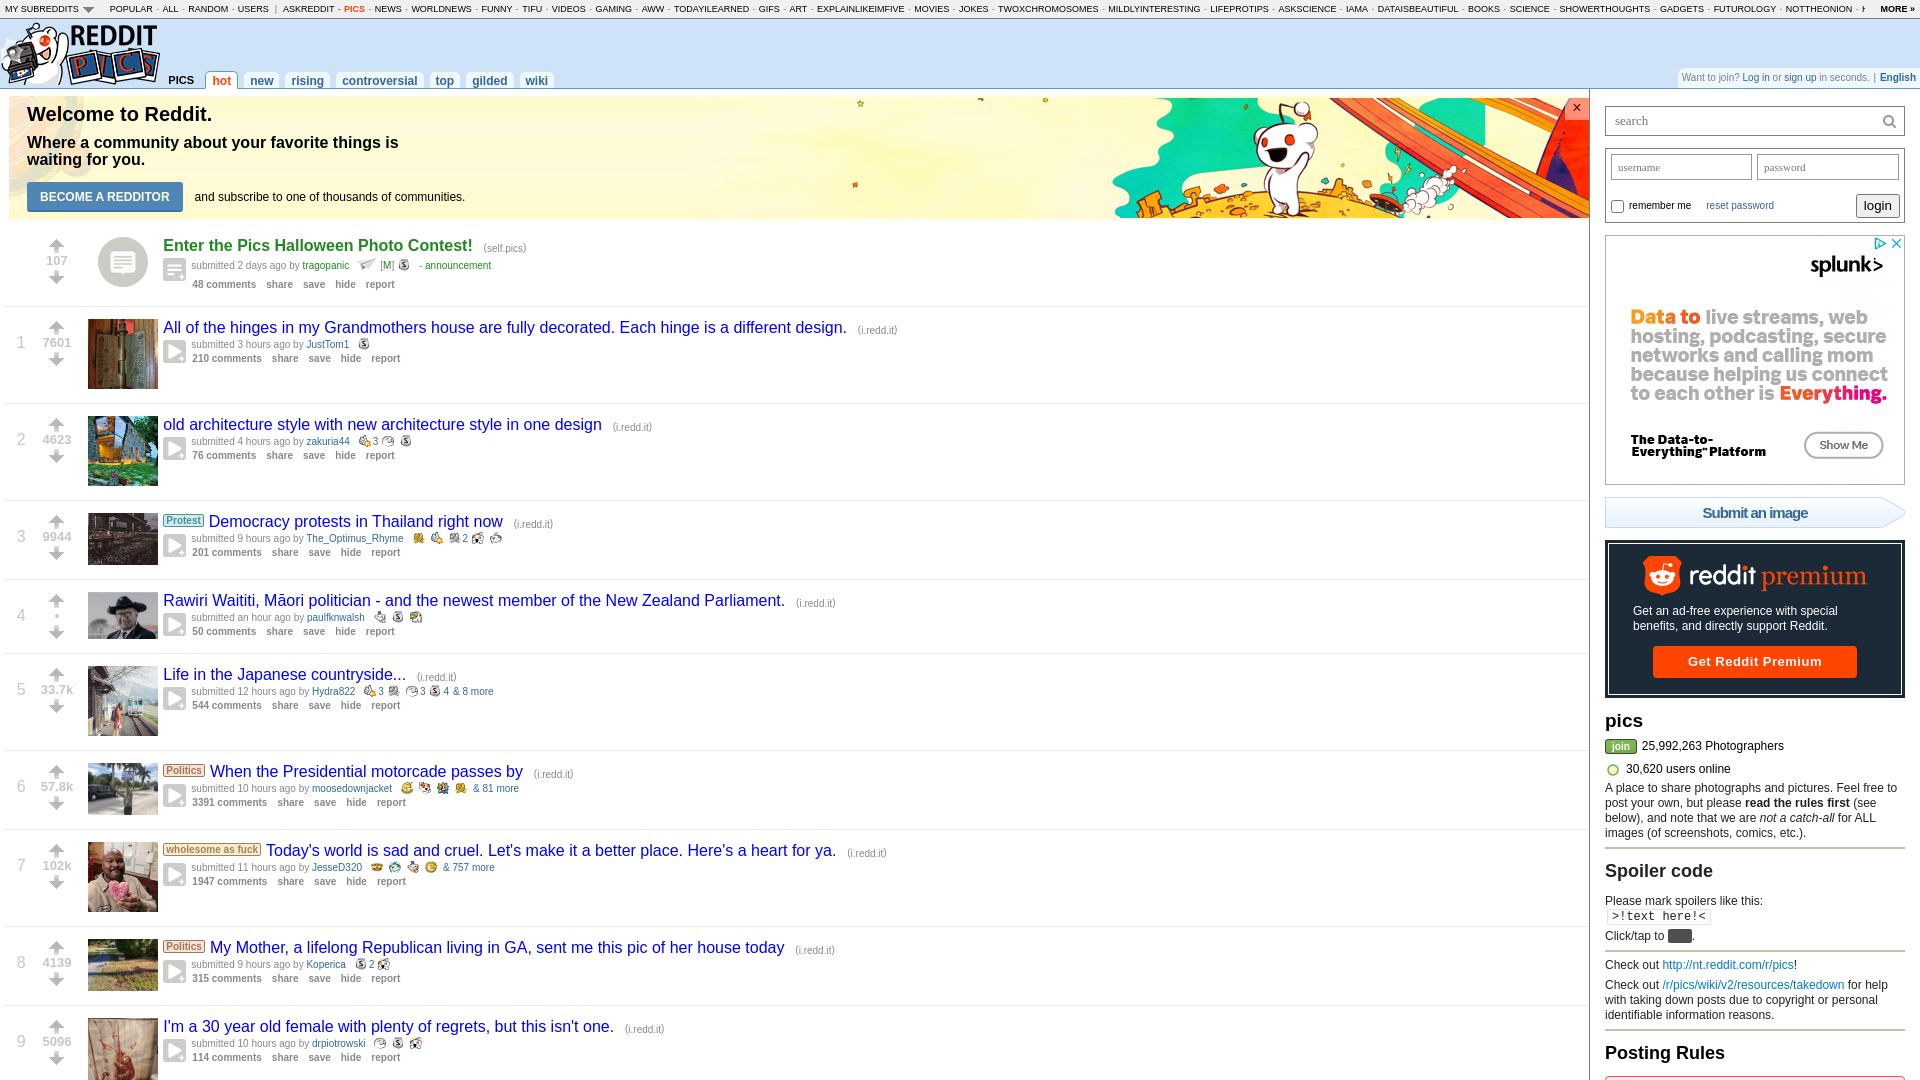 MY SUBREDDITS POPULAR - ALL - RANDOM - USERS | ASKREDDIT - PICS - NEWS - WORLDNEWS - FUNNY - TIFU - VIDEOS - GAMING - AWW - TODAYILEARNED - GIFS - ART - EXPLAINLIKEIMFIVE - MOVIES - JOKES - TWOXCHROMOSOMES - MILDLYINTERESTING - LIFEPROTIPS - ASKSCIENCE - IAMA - DATAISBEAUTIFUL - BOOKS - SCIENCE - SHOWERTHOUGHTS - GADGETS - FUTUROLOGY - NOTTHEONION - MORE »
REDDIT
PICS
PICS hot new rising controversial top gilded wiki
Want to join? Log in or sign up in seconds. | English
Welcome to Reddit.
Where a community about your favorite things is
waiting for you.
BECOME A REDDITOR and subscribe to one of thousands of communities.
×
107
Enter the Pics Halloween Photo Contest! (self.pics)
submitted 2 days ago by tragopanic [M] - announcement
48 comments share save hide report
1
7601
All of the hinges in my Grandmothers house are fully decorated. Each hinge is a different design. (i.redd.it)
submitted 3 hours ago by JustTom1
210 comments share save hide report
2
4623
old architecture style with new architecture style in one design (i.redd.it)
submitted 4 hours ago by zakuria44 3
76 comments share save hide report
3
9944
Protest Democracy protests in Thailand right now (i.redd.it)
submitted 9 hours ago by The_Optimus_Rhyme 2
201 comments share save hide report
4
•
Rawiri Waititi, Māori politician - and the newest member of the New Zealand Parliament. (i.redd.it)
submitted an hour ago by paulfknwalsh
50 comments share save hide report
5
33.7k
Life in the Japanese countryside... (i.redd.it)
submitted 12 hours ago by Hydra822 3 3 4 & 8 more
544 comments share save hide report
6
57.8k
Politics When the Presidential motorcade passes by (i.redd.it)
submitted 10 hours ago by moosedownjacket & 81 more
3391 comments share save hide report
7
102k
wholesome as fuck Today's world is sad and cruel. Let's make it a better place. Here's a heart for ya. (i.redd.it)
submitted 11 hours ago by JesseD320 & 757 more
1947 comments share save hide report
8
4139
Politics My Mother, a lifelong Republican living in GA, sent me this pic of her house today (i.redd.it)
submitted 9 hours ago by Koperica 2
315 comments share save hide report
9
5096
I'm a 30 year old female with plenty of regrets, but this isn't one. (i.redd.it)
submitted 10 hours ago by drpiotrowski
114 comments share save hide report
search
username password
remember me reset password login
splunk>
Data to live streams, web
hosting, podcasting, secure
networks and calling mom
because helping us connect
to each other is Everything.
The Data-to-
Everything™ Platform
Show Me
Submit an image
reddit premium
Get an ad-free experience with special
benefits, and directly support Reddit.
Get Reddit Premium
pics
join 25,992,263 Photographers
30,620 users online
A place to share photographs and pictures. Feel free to
post your own, but please read the rules first (see
below), and note that we are not a catch-all for ALL
images (of screenshots, comics, etc.).
Spoiler code
Please mark spoilers like this:
>!text here!<
Click/tap to .
Check out http://nt.reddit.com/r/pics!
Check out /r/pics/wiki/v2/resources/takedown for help
with taking down posts due to copyright or personal
identifiable information reasons.
Posting Rules